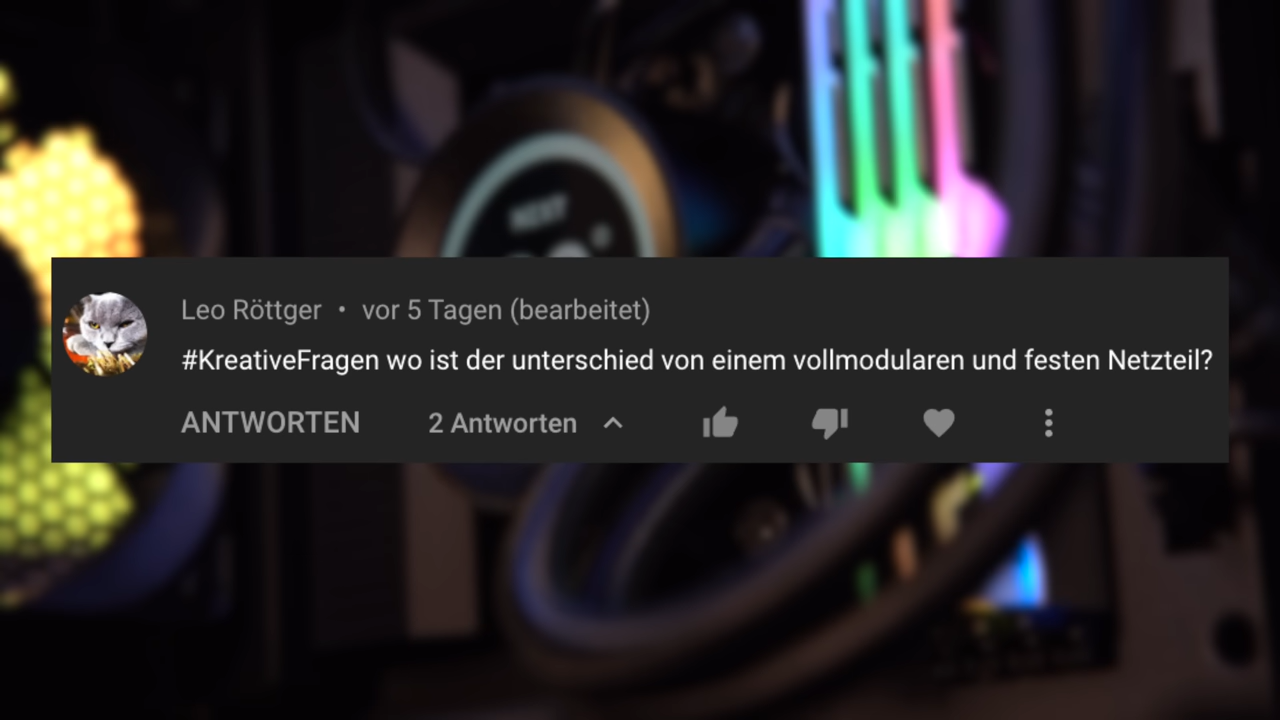 NZXT
Leo Röttger • vor 5 Tagen (bearbeitet)
#KreativeFragen wo ist der unterschied von einem vollmodularen und festen Netzteil?
ANTWORTEN 2 Antworten